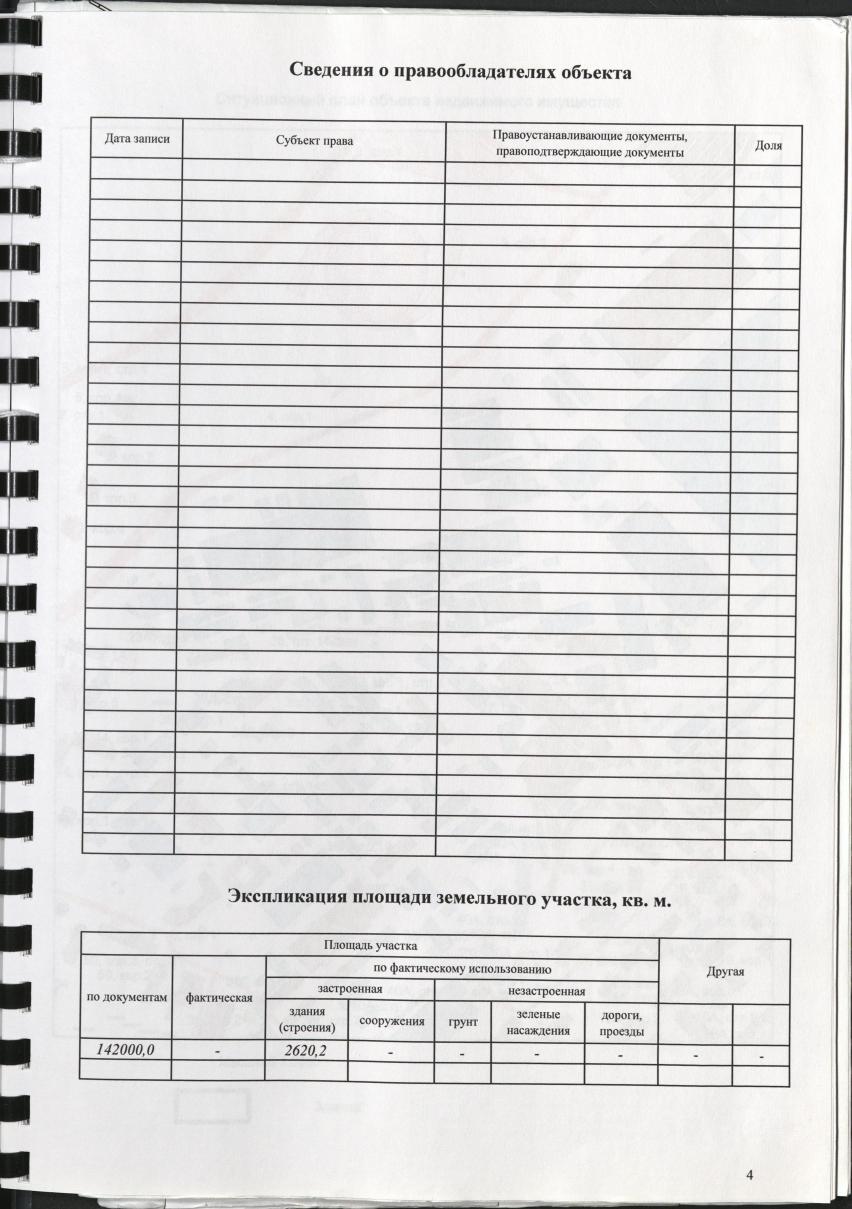 Сведения о правообладателях объекта
Дата записи
Субъект права
Правоустанавливающие документы,
правоподтверждающие документы
Доля
Экспликация площади земельного участка, кв. м.
Площадь участка
Другая
по документам
фактическая
по фактическому использованию
застроенная
незастроенная
здания
(строения)
сооружения
грунт
зеленые
насаждения
дороги,
проезды
142000,0 - 2620,2 - - - - - -
4